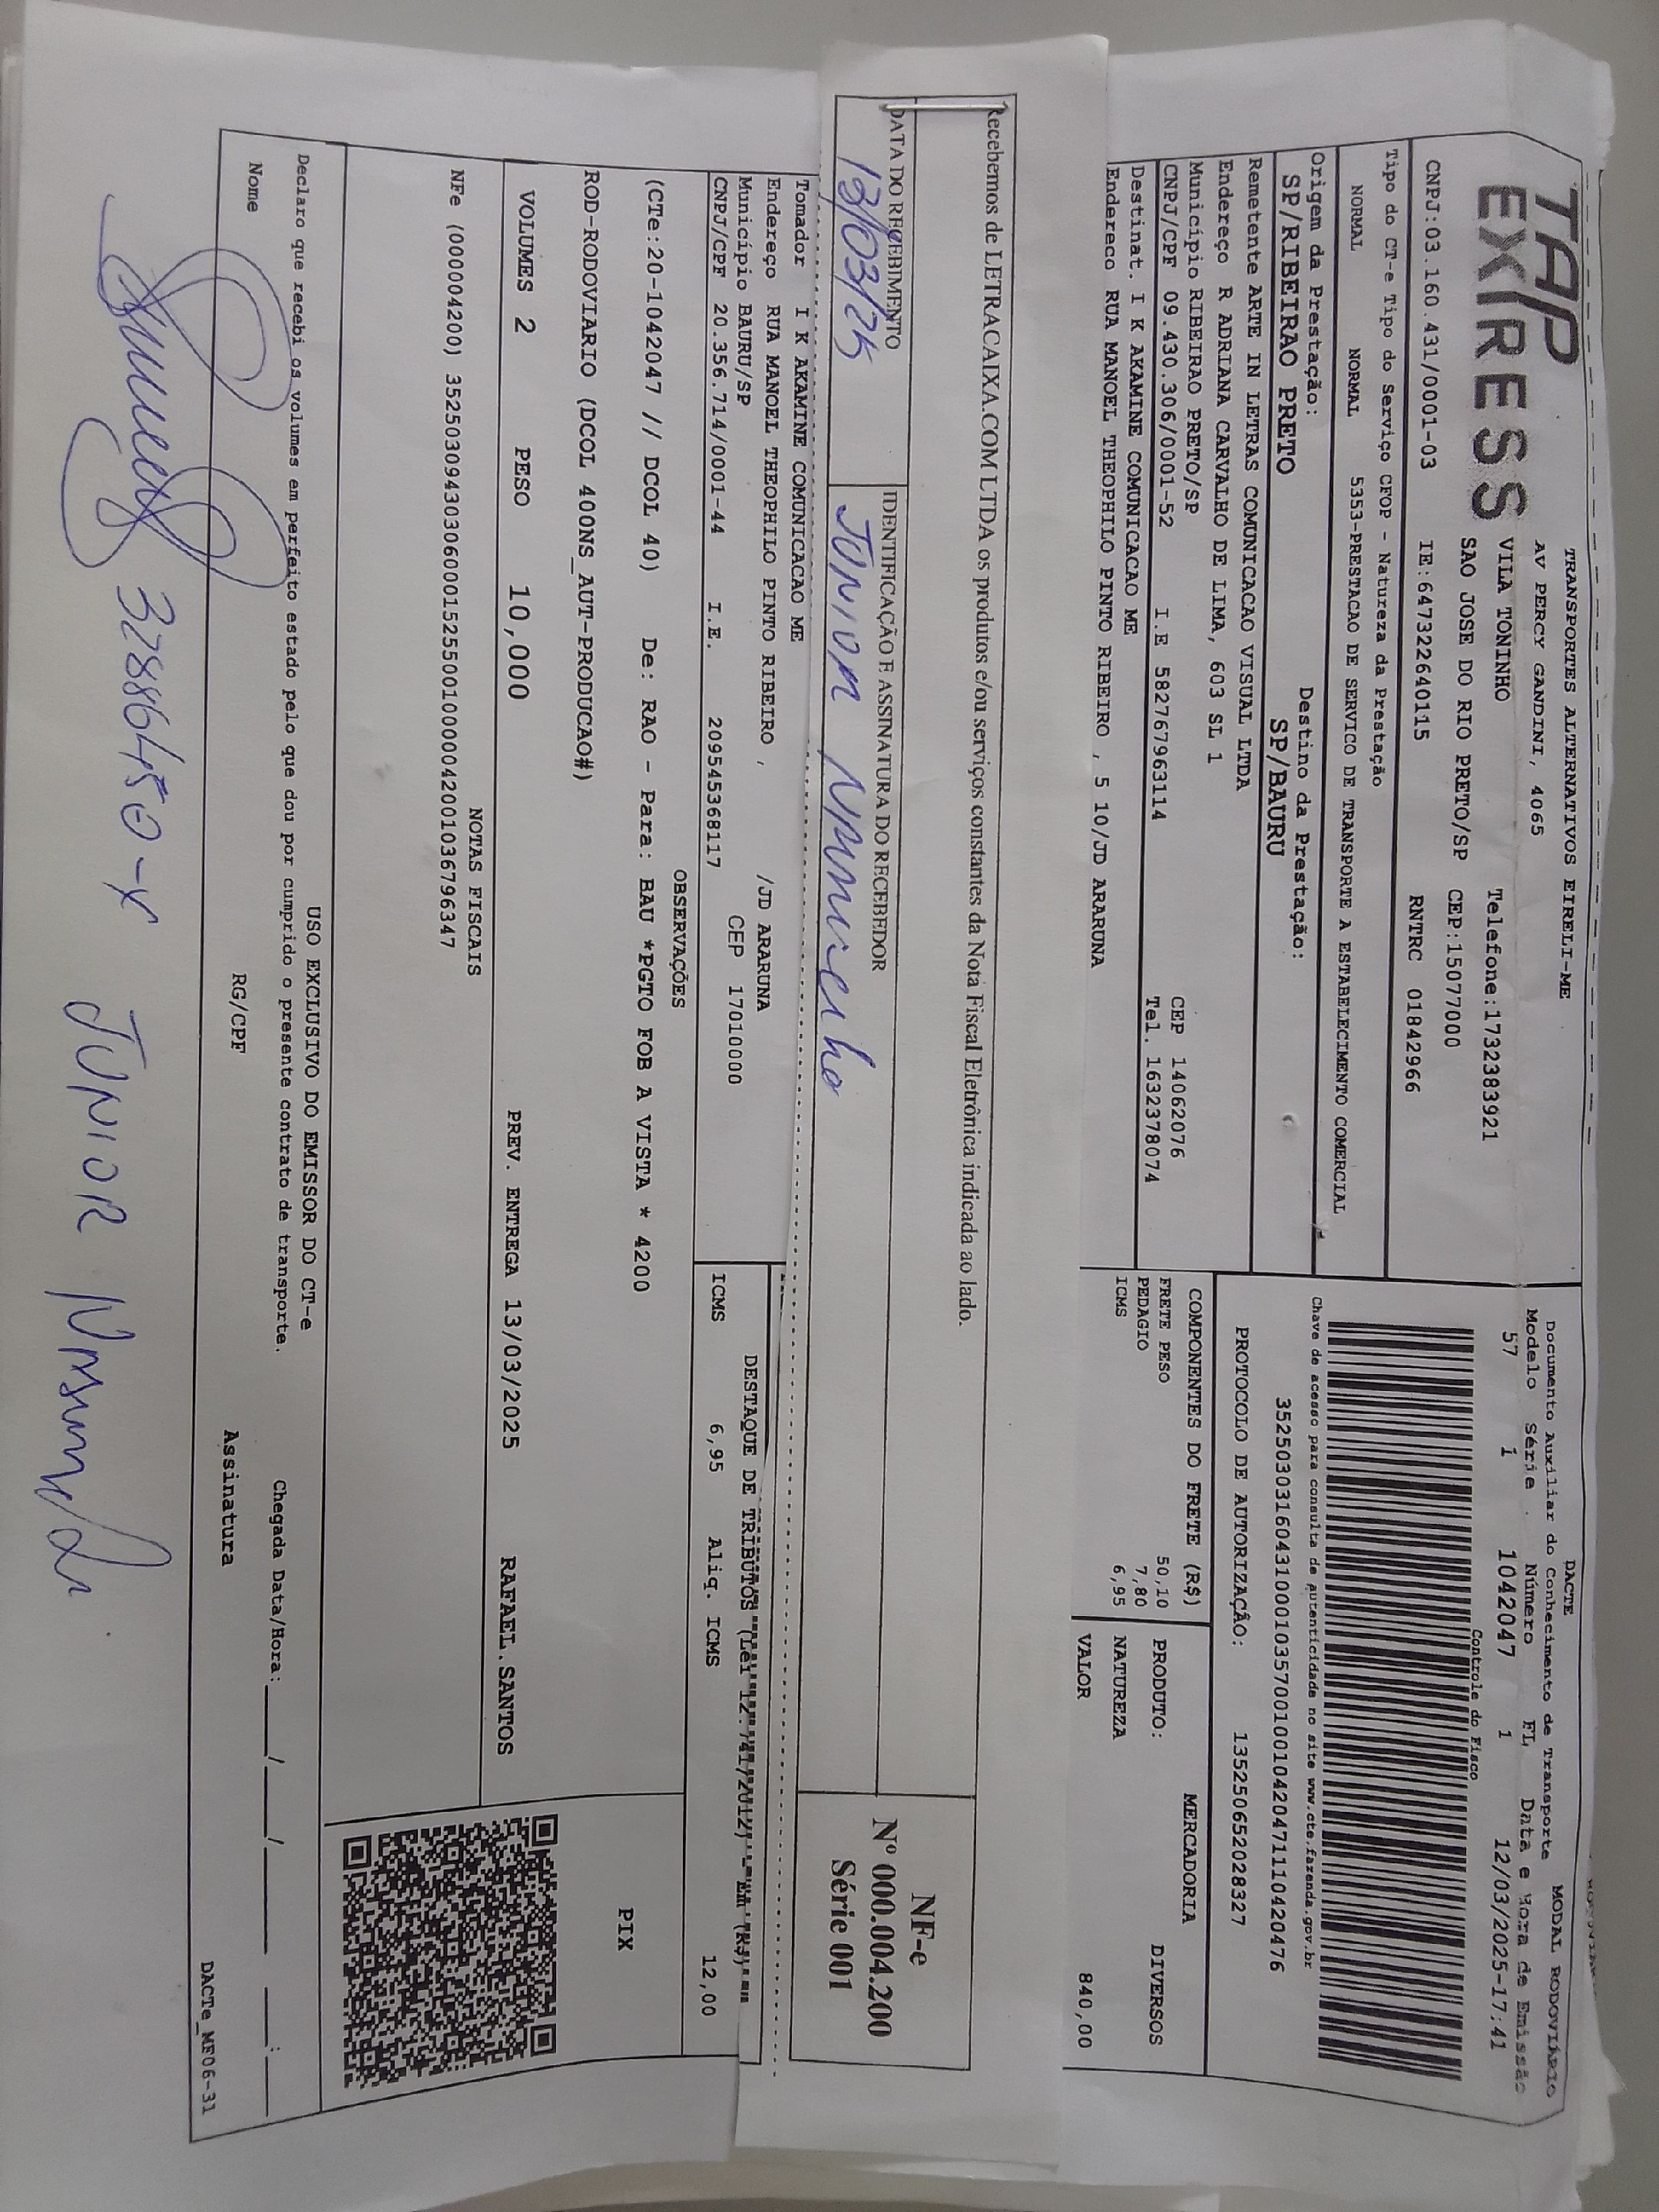 TAP
EXPRESS
TRANSPORTES ALTERNATIVOS EIRELI-ME
AV PERCY GANDINI, 4065
VILA TONINHO Telefone:1732383921
SAO JOSE DO RIO PRETO/SP CEP:15077000
CNPJ:03.160.431/0001-03 IE:647322640115 RNTRC 01842966
Tipo do CT-e Tipo do Serviço CFOP - Natureza da Prestação
NORMAL NORMAL 5353-PRESTACAO DE SERVICO DE TRANSPORTE A ESTABELECIMENTO COMERCIAL
Origem da Prestação: Destino da Prestação:
SP/RIBEIRAO PRETO SP/BAURU
Remetente ARTE IN LETRAS COMUNICACAO VISUAL LTDA
Endereço R ADRIANA CARVALHO DE LIMA, 603 SL 1
Município RIBEIRAO PRETO/SP CEP 14062076
CNPJ/CPF 09.430.306/0001-52 I.E 582767963114 Tel. 1632378074
Destinat. I K AKAMINE COMUNICACAO ME
Endereco RUA MANOEL THEOPHILO PINTO RIBEIRO , 5 10/JD ARARUNA
DACTE
Documento Auxiliar do Conhecimento de Transporte MODAL RODOVIÁRIO
Modelo Série Número FL Data e Hora de Emissão
57 1 1042047 1 12/03/2025-17:41
Controle do Fisco
Chave de acesso para consulta de autenticidade no site www.cte.fazenda.gov.br
35250303160431000103570010010420471110420476
PROTOCOLO DE AUTORIZAÇÃO: 135250652028327
COMPONENTES DO FRETE (R$)
FRETE PESO 50,10
PEDAGIO 7,80
ICMS 6,95
MERCADORIA
PRODUTO: DIVERSOS
NATUREZA
VALOR 840,00
Recebemos de LETRACAIXA.COM LTDA os produtos e/ou serviços constantes da Nota Fiscal Eletrônica indicada ao lado.
DATA DO RECEBIMENTO IDENTIFICAÇÃO E ASSINATURA DO RECEBEDOR
13/03/25 JUNIOR
NF-e
Nº 000.004.200
Série 001
Tomador I K AKAMINE COMUNICACAO ME
Endereço RUA MANOEL THEOPHILO PINTO RIBEIRO , /JD ARARUNA
Município BAURU/SP CEP 17010000
CNPJ/CPF 20.356.714/0001-44 I.E. 209545368117
DESTAQUE DE TRIBUTOS (Lei 12.741/2012) - Em (R$)
ICMS 6,95 Aliq. ICMS 12,00
OBSERVAÇÕES
(CTe:20-1042047 // DCOL 40) De: RAO - Para: BAU *PGTO FOB A VISTA * 4200
ROD-RODOVIARIO (DCOL 400NS_AUT-PRODUCAO#)
PIX
VOLUMES 2 PESO 10,000 PREV. ENTREGA 13/03/2025 RAFAEL.SANTOS
NOTAS FISCAIS
NFe (000004200) 35250309430306000152550010000042001036796347
USO EXCLUSIVO DO EMISSOR DO CT-e
Declaro que recebi os volumes em perfeito estado pelo que dou por cumprido o presente contrato de transporte. Chegada Data/Hora: ___/___/_____ ___:___
Nome RG/CPF Assinatura
DACTe_MF06-31
JUNIOR